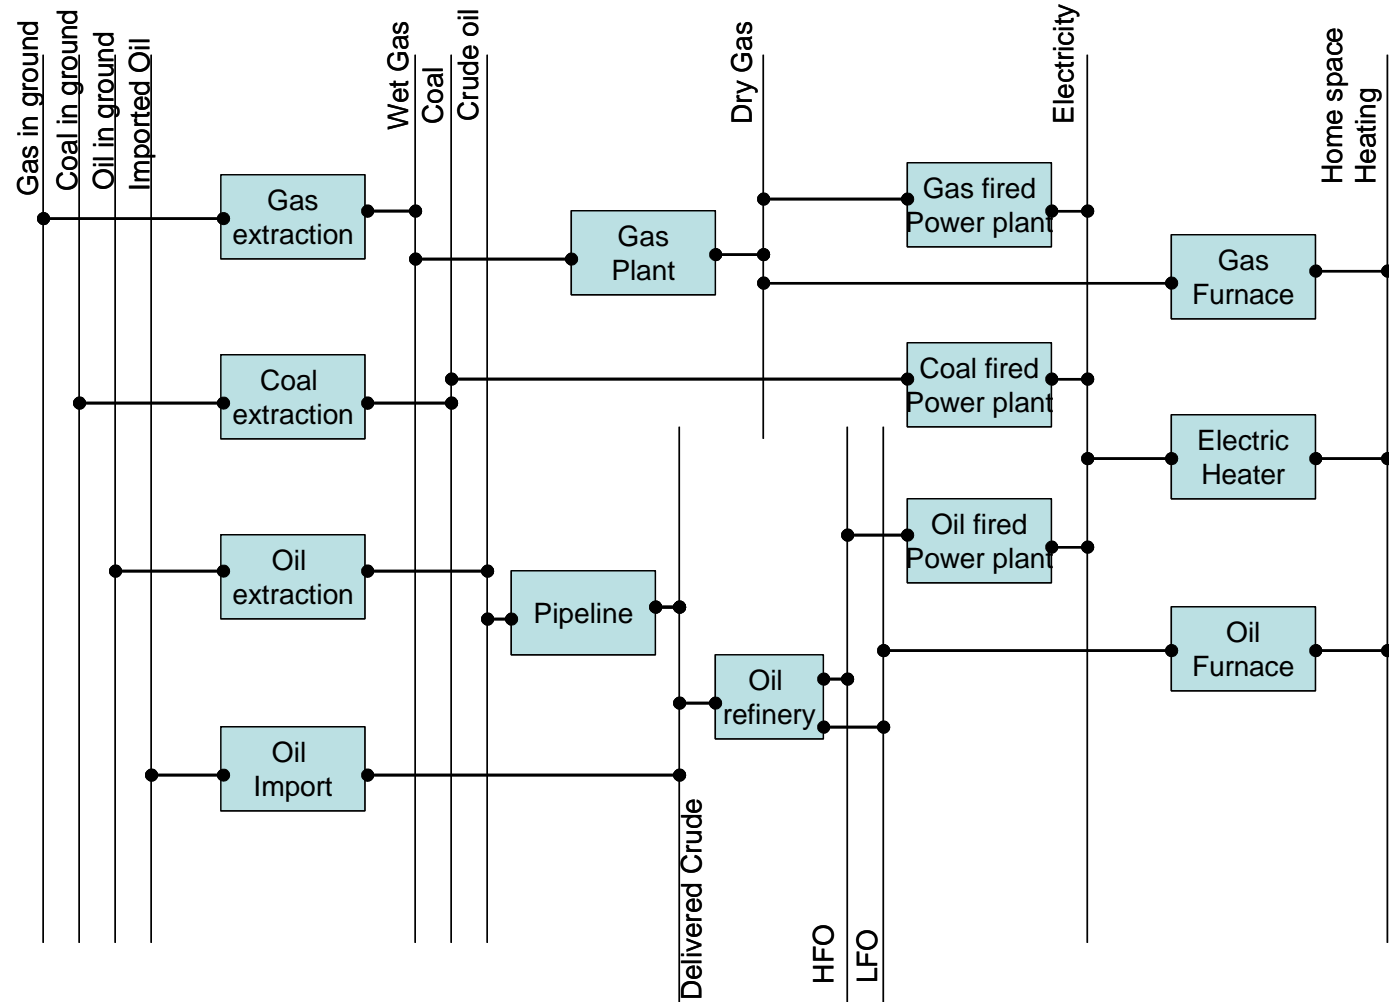 Gas in ground
Coal in ground
Oil in ground
Imported Oil
Wet Gas
Coal
Crude oil
Dry Gas
Electricity
Home space
Heating
Gas
extraction
Gas
Plant
Gas fired
Power plant
Gas
Furnace
Coal
extraction
Coal fired
Power plant
Electric
Heater
Oil
extraction
Pipeline
Oil fired
Power plant
Oil
Furnace
Oil
refinery
Oil
Import
Delivered Crude
HFO
LFO